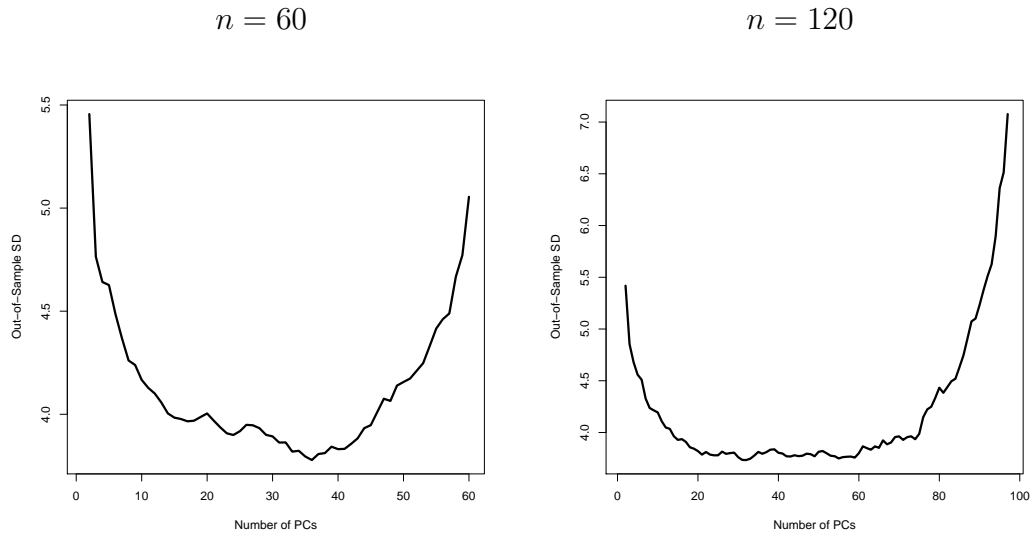 n = 60
n = 120
5.5
5.0
4.5
4.0
Out−of−Sample SD
0 10 20 30 40 50 60
Number of PCs
7.0
6.5
6.0
5.5
5.0
4.5
4.0
Out−of−Sample SD
0 20 40 60 80 100
Number of PCs